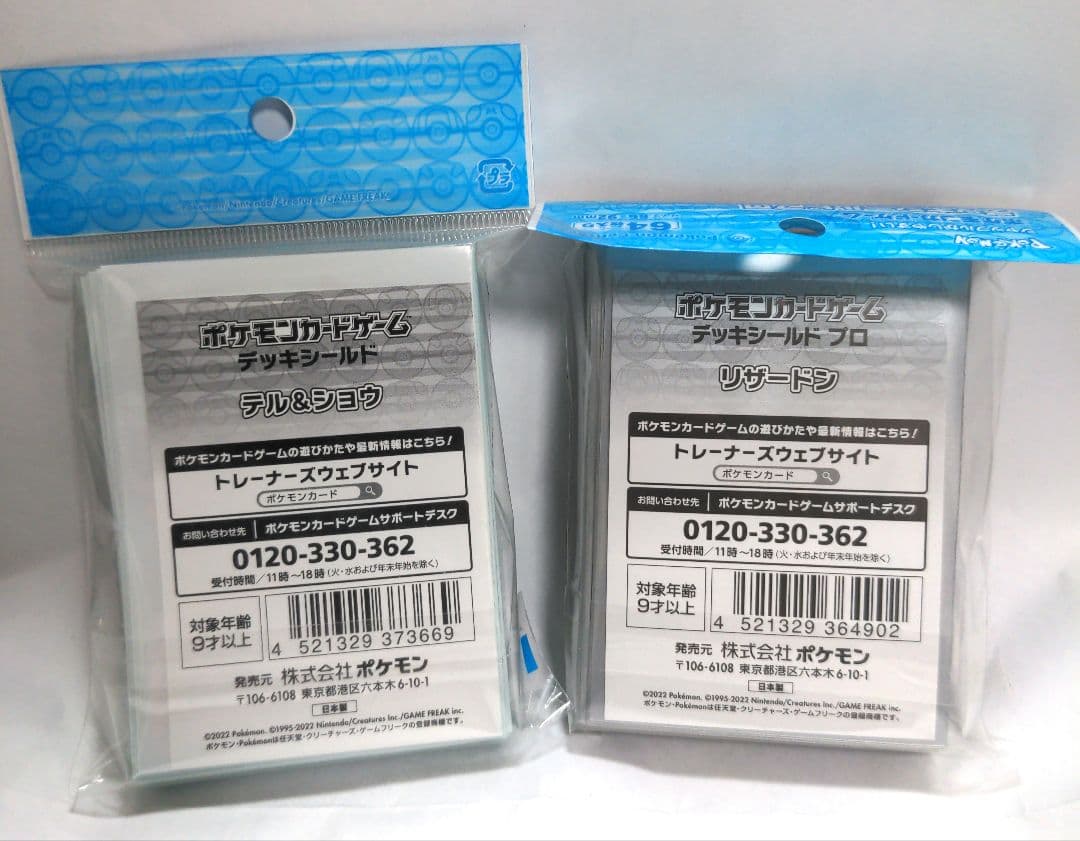 プラ
Pokémon/Nintendo/Creatures/GAME FREAK
ポケモンカードゲーム
デッキシールド
テル&ショウ
ポケモンカードゲームの遊びかたや最新情報はこちら!
トレーナーズウェブサイト
ポケモンカード
お問い合わせ先 ポケモンカードゲームサポートデスク
0120-330-362
受付時間/11時~18時(火・水および年末年始を除く)
対象年齢
9才以上
4 521329 373669
発売元 株式会社 ポケモン
〒106-6108 東京都港区六本木6-10-1
日本製
©2022 Pokémon. ©1995-2022 Nintendo/Creatures Inc./GAME FREAK inc.
ポケモン・Pokémonは任天堂・クリーチャーズ・ゲームフリークの登録商標です。
64
ポケモンカードゲーム
デッキシールド プロ
リザードン
ポケモンカードゲームの遊びかたや最新情報はこちら!
トレーナーズウェブサイト
ポケモンカード
お問い合わせ先 ポケモンカードゲームサポートデスク
0120-330-362
受付時間/11時~18時(火・水および年末年始を除く)
対象年齢
9才以上
4 521329 364902
発売元 株式会社 ポケモン
〒106-6108 東京都港区六本木6-10-1
日本製
©2022 Pokémon. ©1995-2022 Nintendo/Creatures Inc./GAME FREAK inc.
ポケモン・Pokémonは任天堂・クリーチャーズ・ゲームフリークの登録商標です。